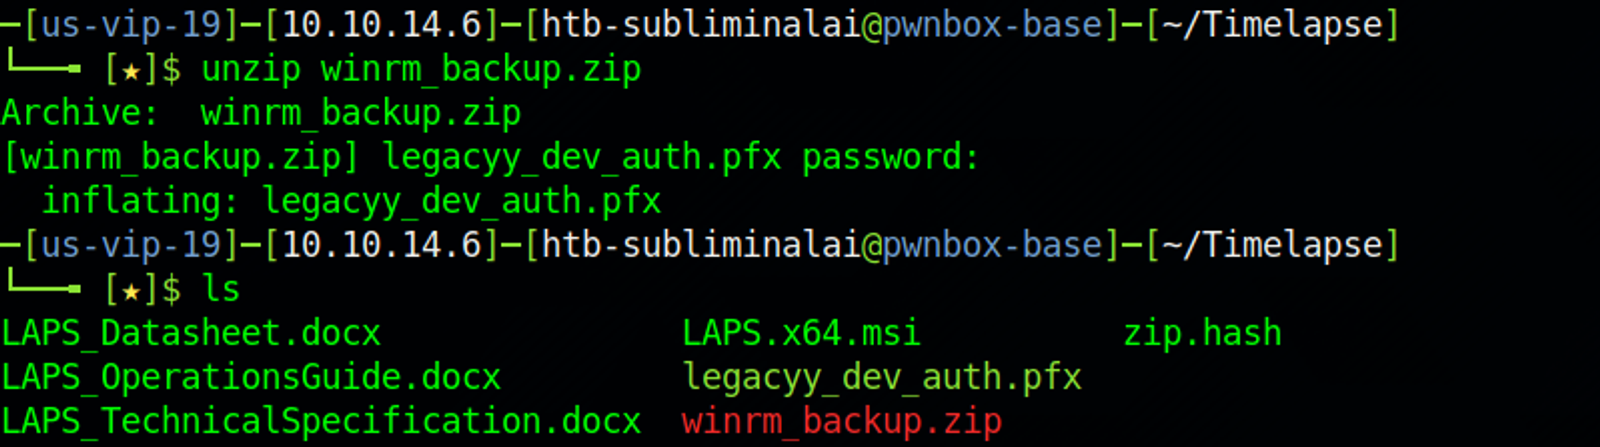 ─[us-vip-19]─[10.10.14.6]─[htb-subliminalai@pwnbox-base]─[~/Timelapse]
└──╼ [★]$ unzip winrm_backup.zip
Archive:  winrm_backup.zip
[winrm_backup.zip] legacyy_dev_auth.pfx password:
  inflating: legacyy_dev_auth.pfx
─[us-vip-19]─[10.10.14.6]─[htb-subliminalai@pwnbox-base]─[~/Timelapse]
└──╼ [★]$ ls
LAPS_Datasheet.docx               LAPS.x64.msi          zip.hash
LAPS_OperationsGuide.docx         legacyy_dev_auth.pfx
LAPS_TechnicalSpecification.docx  winrm_backup.zip